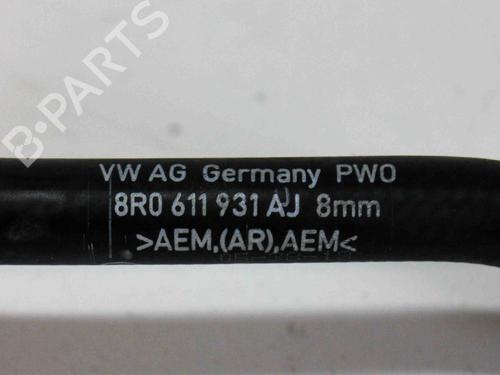 B-PARTS
VW AG Germany PWO
8R0 611 931 AJ 8mm
>AEM,(AR),AEM<